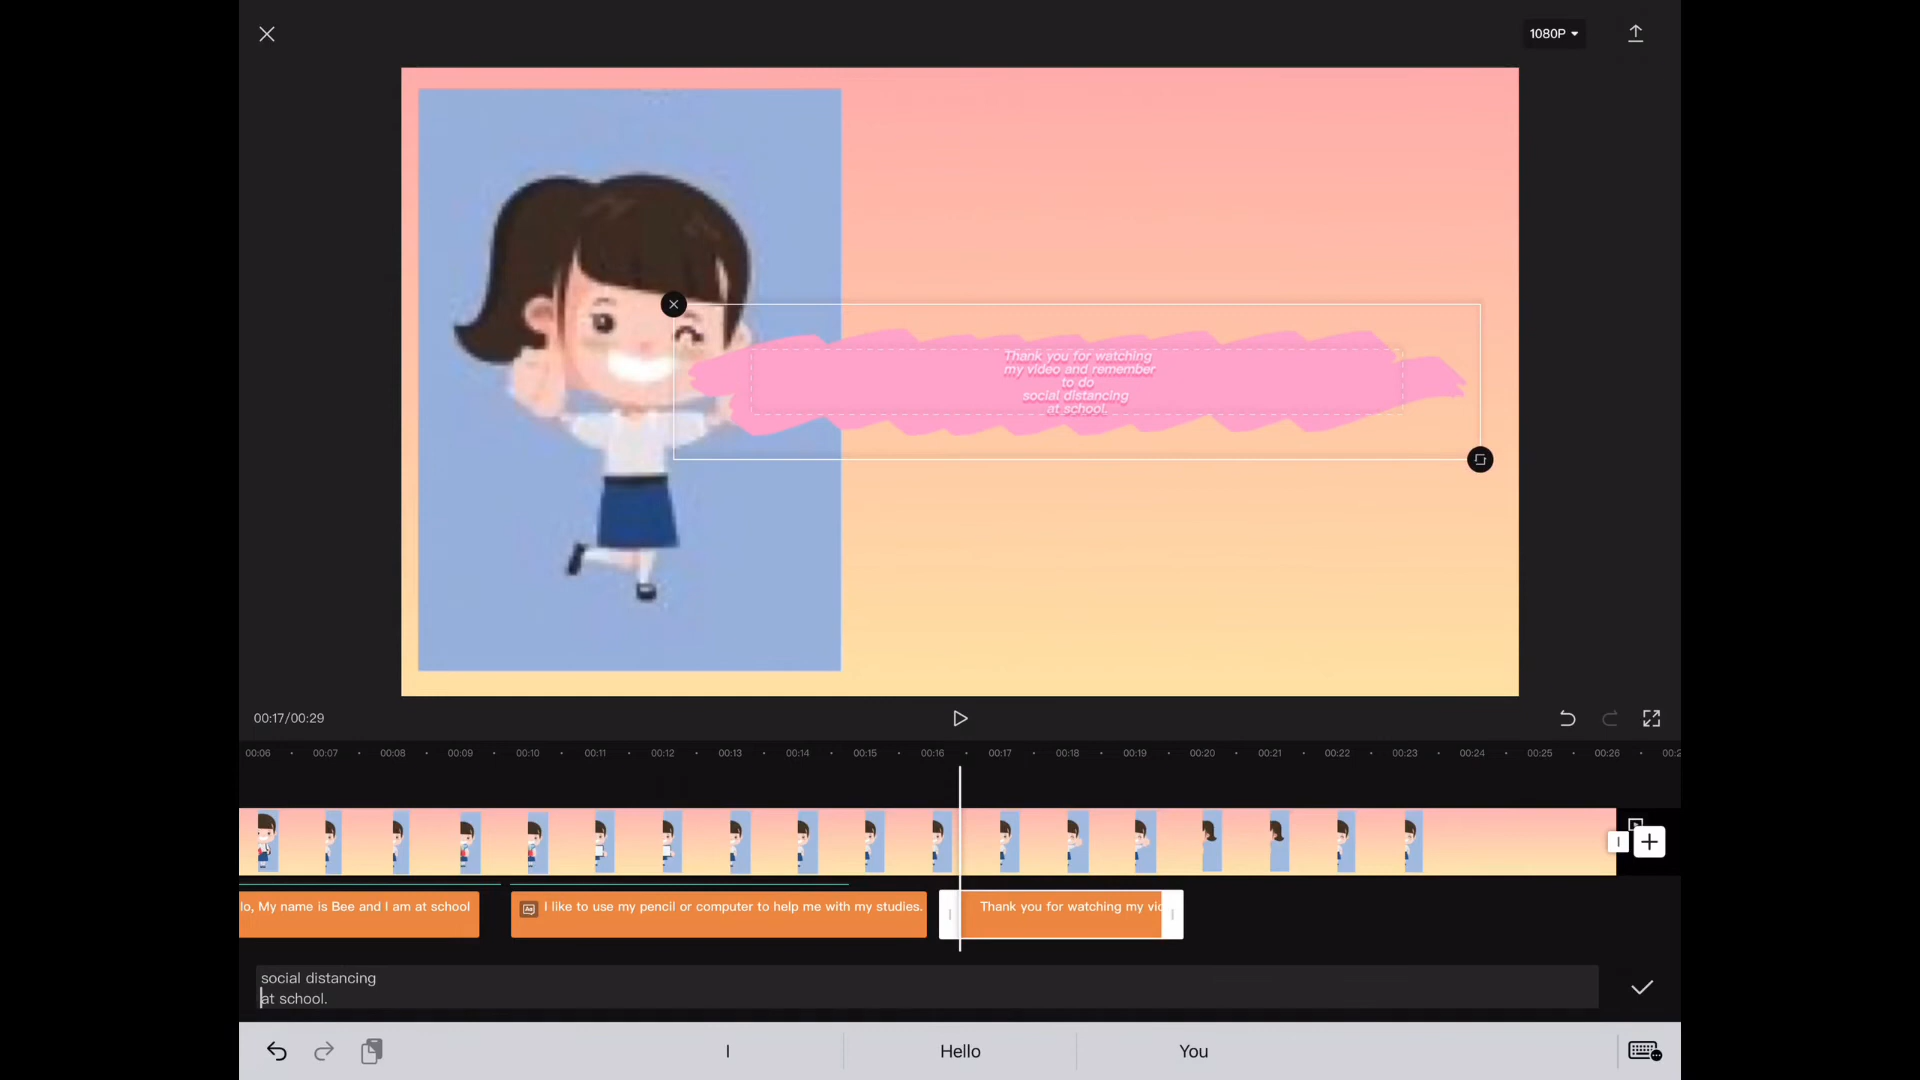 1080P
Thank you for watching
my video and remember
to do
social distancing
at school.
00:17/00:29
00:06 00:07 00:08 00:09 00:10 00:11 00:12 00:13 00:14 00:15 00:16 00:17 00:18 00:19 00:20 00:21 00:22 00:23 00:24 00:25 00:26 00:2
lo, My name is Bee and I am at school
I like to use my pencil or computer to help me with my studies.
Thank you for watching my vi
social distancing
at school.
I Hello You